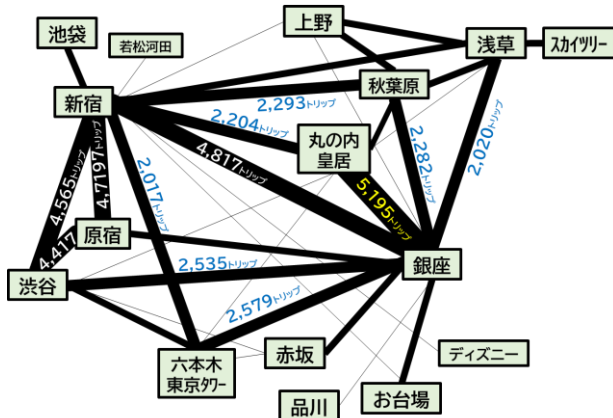 上野
池袋
若松河田
浅草
スカイツリー
新宿
秋葉原
2,293トリップ
2,204トリップ
丸の内
皇居
2,282トリップ
2,020トリップ
4,817トリップ
4,565トリップ
4,7197トリップ
2,017トリップ
5,195トリップ
4,417
原宿
渋谷
2,535トリップ
銀座
2,579トリップ
六本木
東京タワー
赤坂
ディズニー
品川
お台場